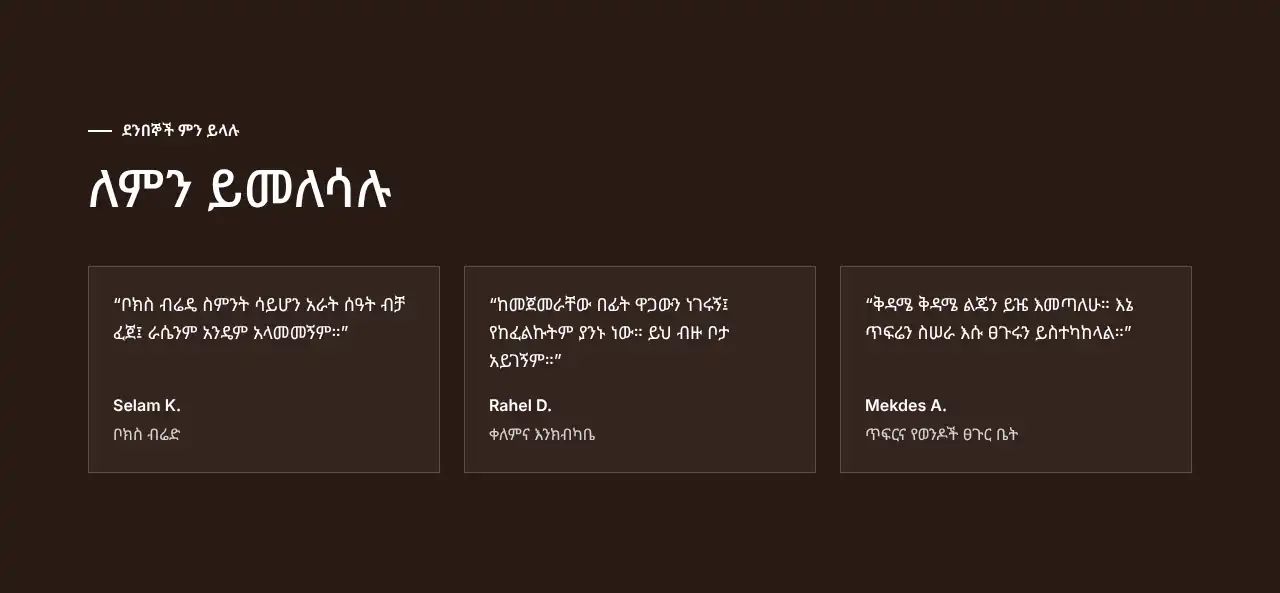 ደንበኞች ምን ይላሉ
ለምን ይመለሳሉ
“ቦክስ ብሬዴ ስምንት ሳይሆን አራት ሰዓት ብቻ
ፈጀ፤ ራሴንም አንዴም አላመመኝም።”
Selam K.
ቦክስ ብሬድ
“ከመጀመራቸው በፊት ዋጋውን ነገሩኝ፤
የከፈልኩትም ያንኑ ነው። ይህ ብዙ ቦታ
አይገኝም።”
Rahel D.
ቀለምና እንክብካቤ
“ቅዳሜ ቅዳሜ ልጄን ይዤ እመጣለሁ። እኔ
ጥፍሬን ስሠራ እሱ ፀጉሩን ይስተካከላል።”
Mekdes A.
ጥፍርና የወንዶች ፀጉር ቤት